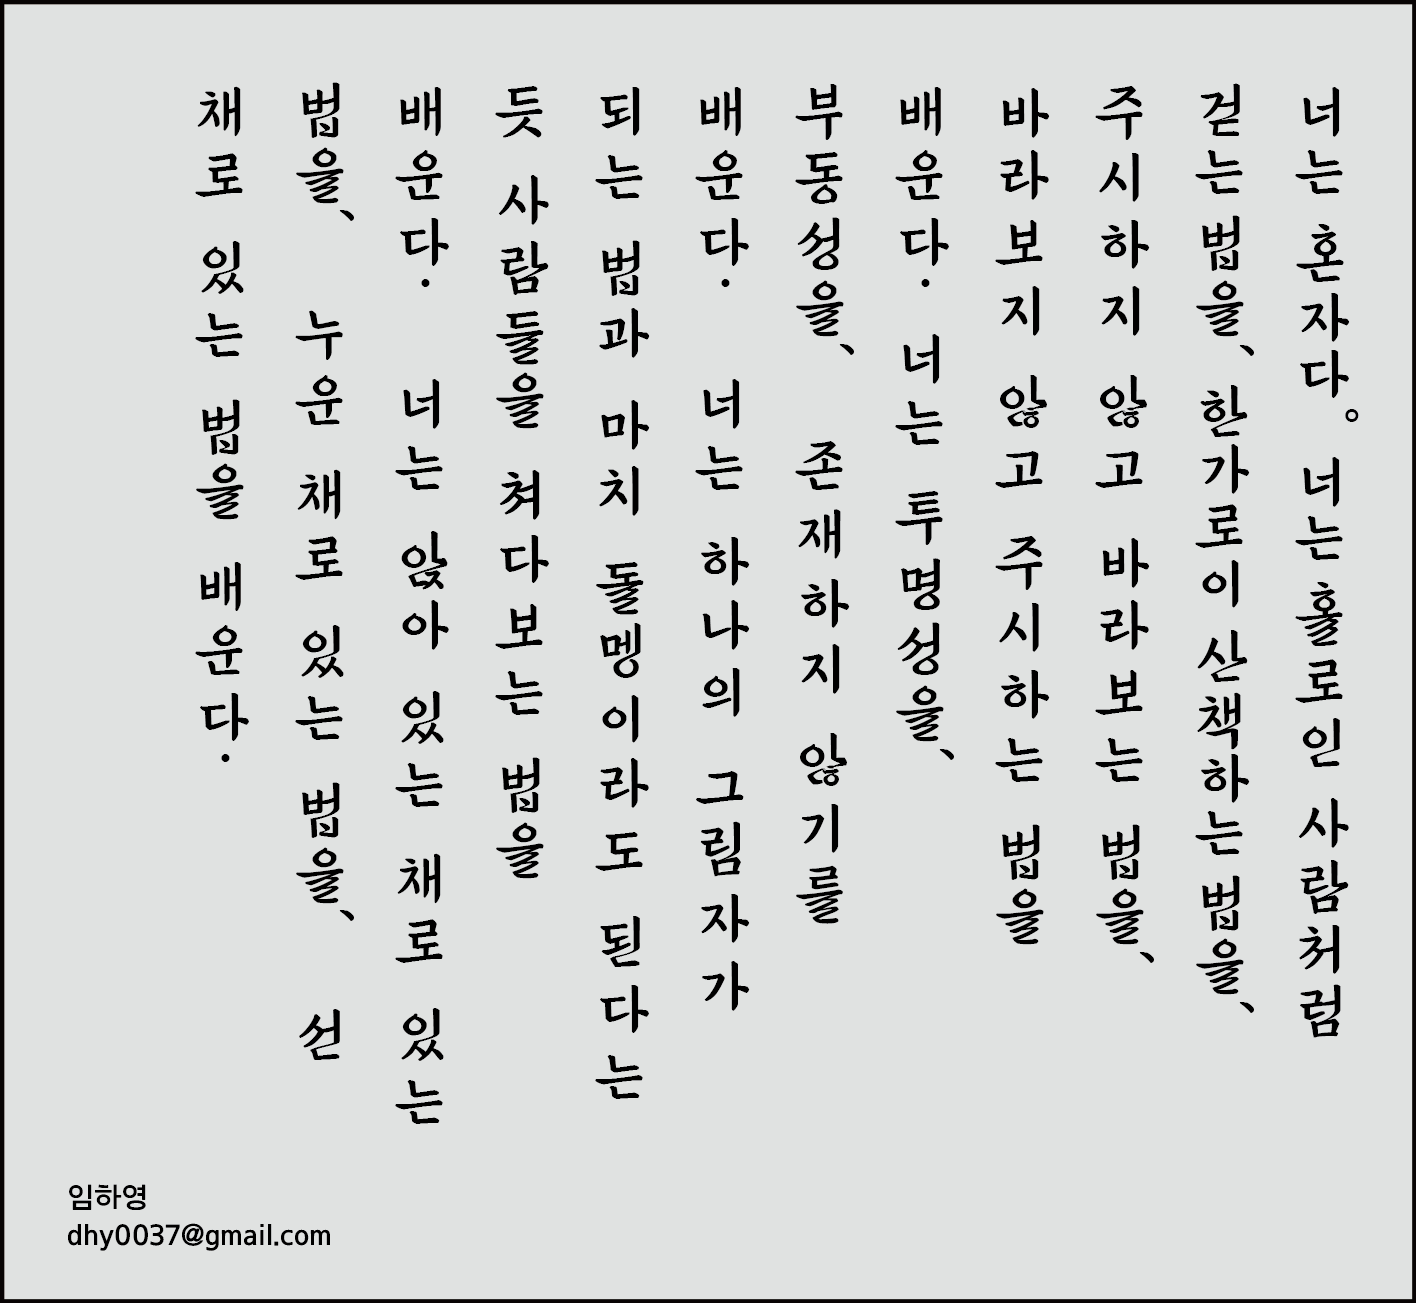 너는 혼자다。 너는 홀로인 사람처럼
걷는 법을、 한가로이 산책하는 법을、
주시하지 않고 바라보는 법을、
바라보지 않고 주시하는 법을
배운다. 너는 투명성을、
부동성을、 존재하지 않기를
배운다. 너는 하나의 그림자가
되는 법과 마치 돌멩이라도 된다는
듯 사람들을 쳐다보는 법을
배운다. 너는 앉아 있는 채로 있는
법을、 누운 채로 있는 법을、 선
채로 있는 법을 배운다.
임하영
dhy0037@gmail.com